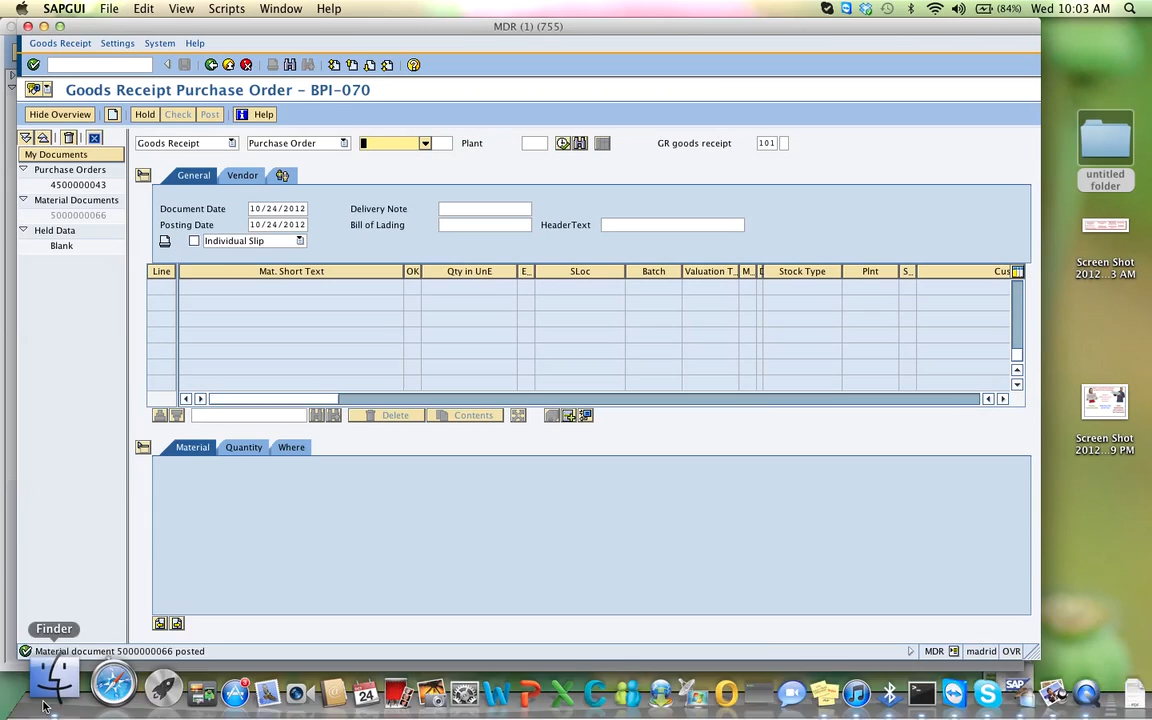 SAPGUI File Edit View Scripts Window Help (84%) Wed 10:03 AM
MDR (1) (755)
Goods Receipt Settings System Help
Goods Receipt Purchase Order - BPI-070
Hide Overview Hold Check Post Help
My Documents
Purchase Orders
4500000043
Material Documents
5000000066
Held Data
Blank
Goods Receipt Purchase Order Plant GR goods receipt 101
General Vendor
Document Date 10/24/2012 Delivery Note
Posting Date 10/24/2012 Bill of Lading HeaderText
Individual Slip
Line Mat. Short Text OK Qty in UnE E.. SLoc Batch Valuation T.. M.. Stock Type Plnt S.. Cus
Delete Contents
Material Quantity Where
Material document 5000000066 posted MDR madrid OVR
Finder
untitled
folder
Screen Shot
2012...3 AM
Screen Shot
2012...9 PM
OCT
24
SAP